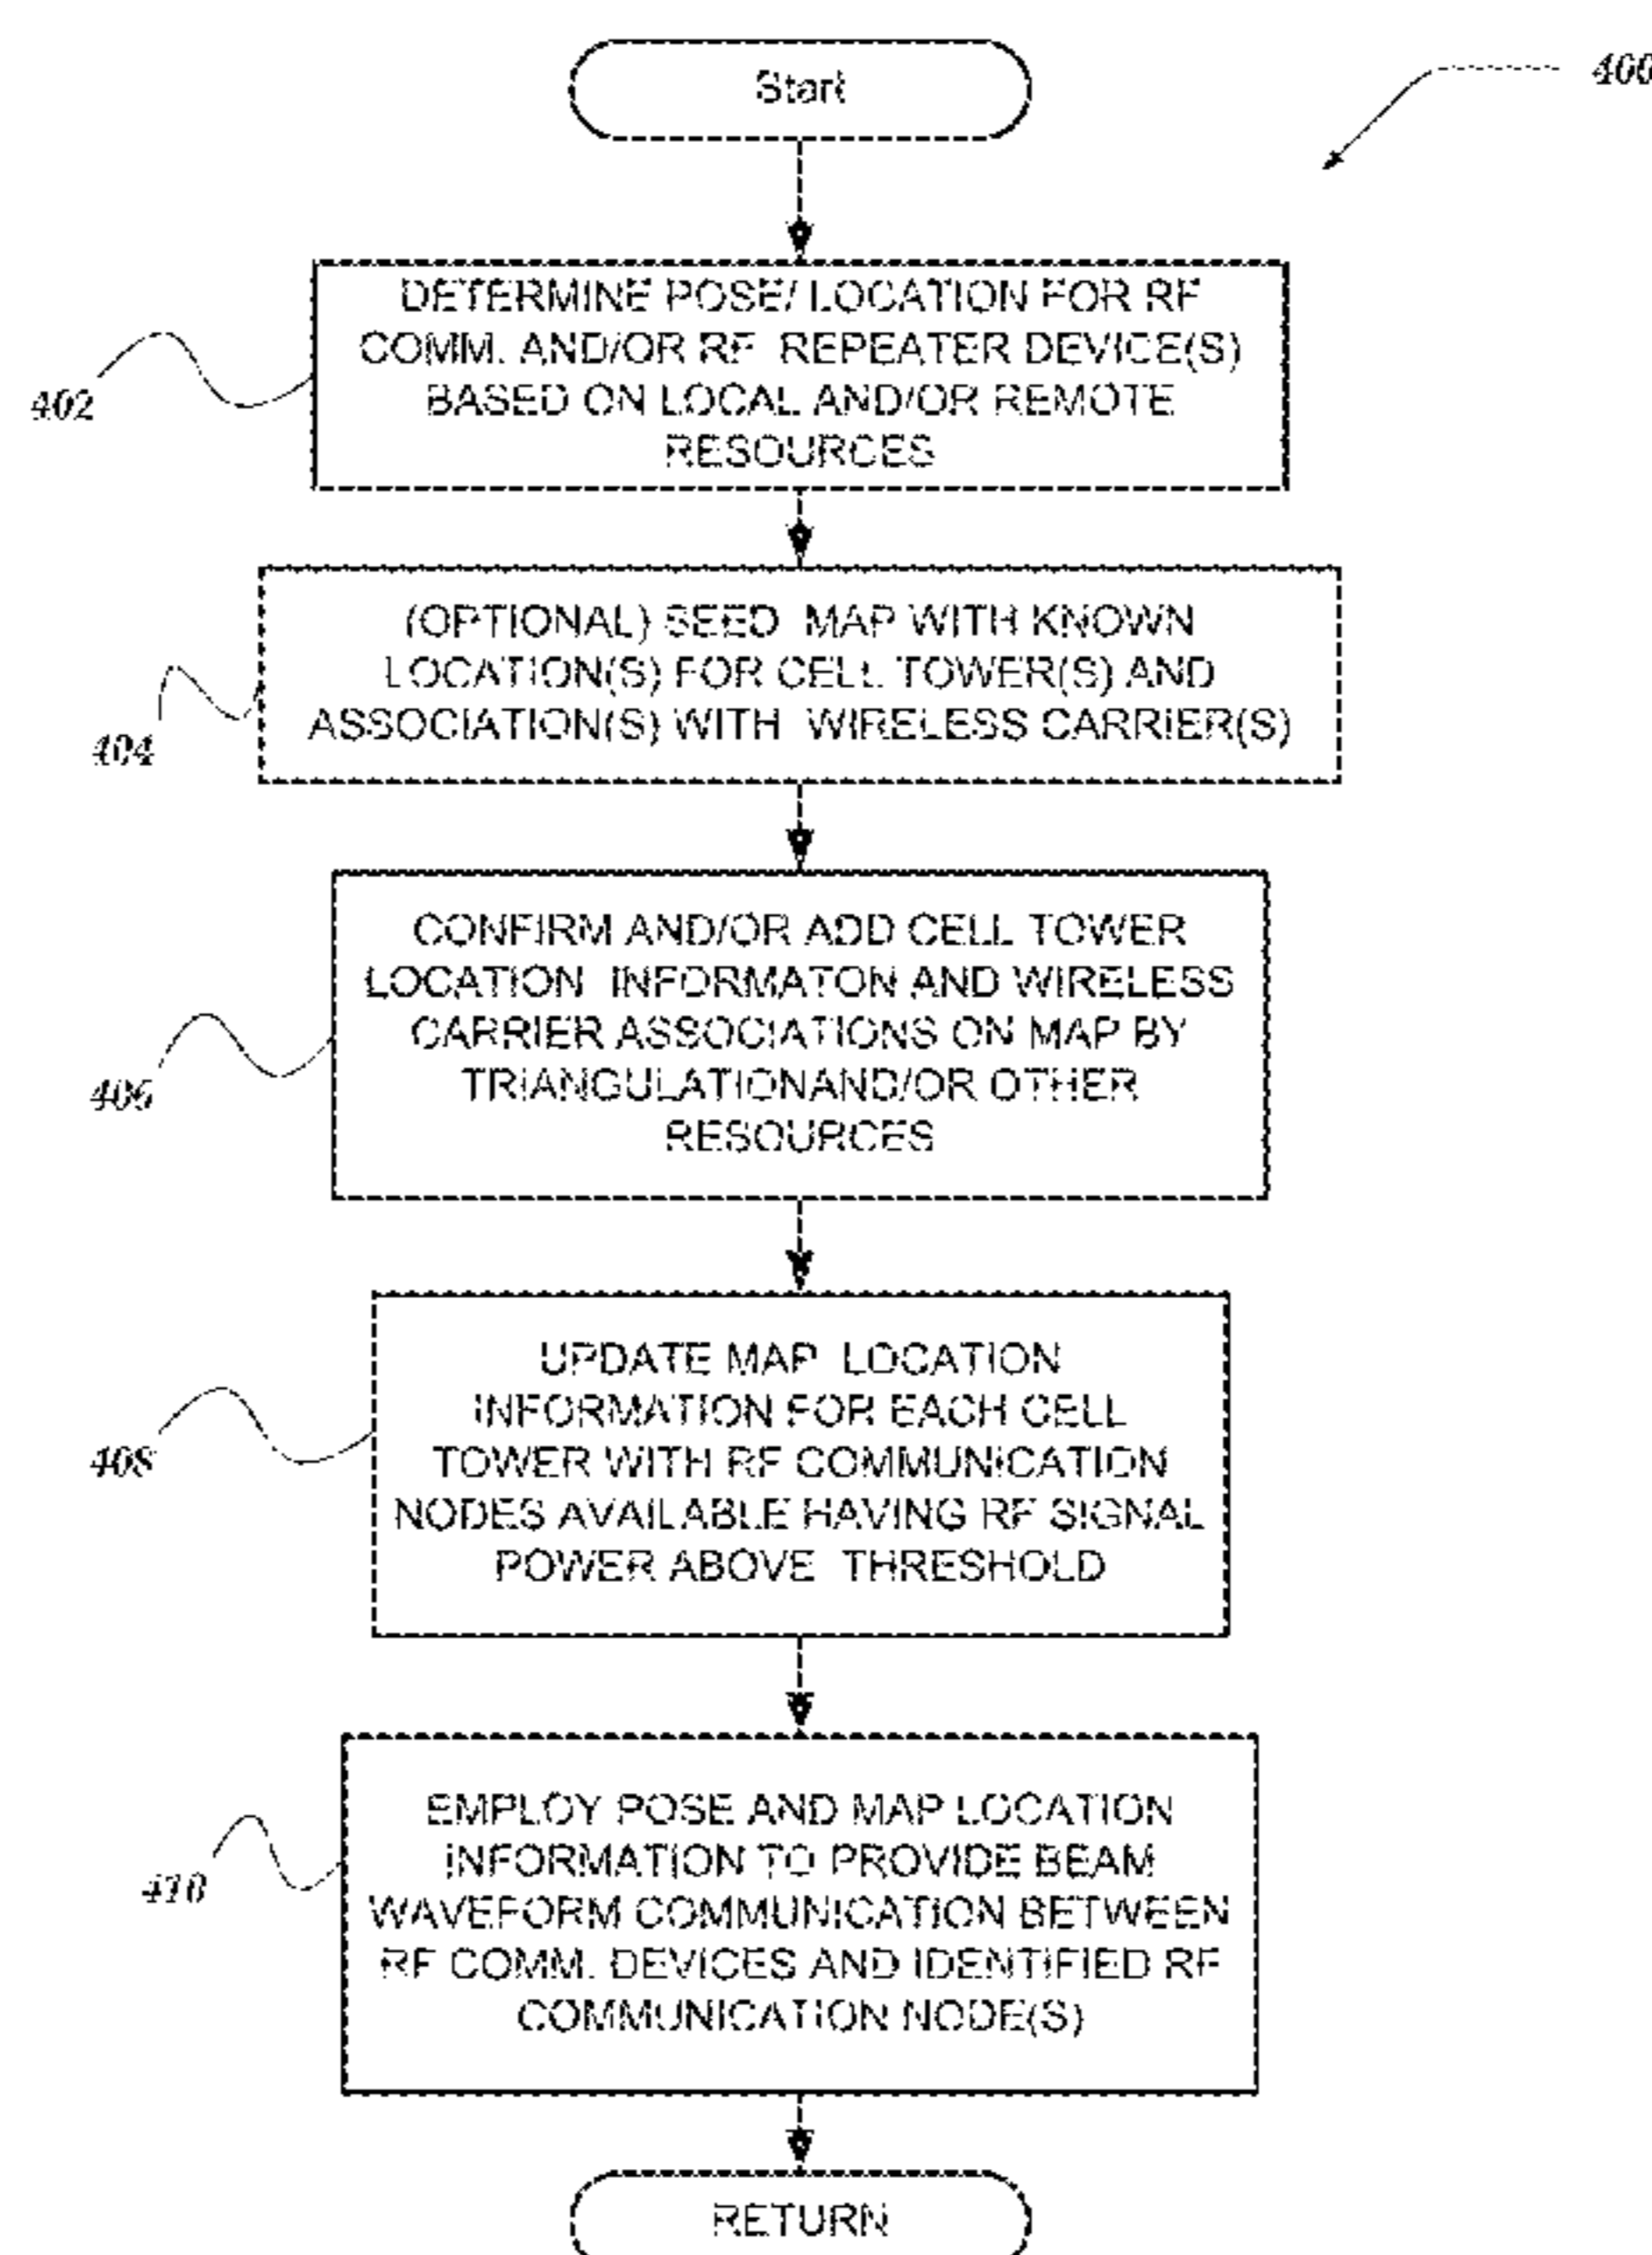 Start
400
DETERMINE POSE/ LOCATION FOR RF
COMM. AND/OR RF REPEATER DEVICE(S)
BASED ON LOCAL AND/OR REMOTE
RESOURCES
402
(OPTIONAL) SEED MAP WITH KNOWN
LOCATION(S) FOR CELL TOWER(S) AND
ASSOCIATION(S) WITH WIRELESS CARRIER(S)
404
CONFIRM AND/OR ADD CELL TOWER
LOCATION INFORMATON AND WIRELESS
CARRIER ASSOCIATIONS ON MAP BY
TRIANGULATIONAND/OR OTHER
RESOURCES
406
UPDATE MAP LOCATION
INFORMATION FOR EACH CELL
TOWER WITH RF COMMUNICATION
NODES AVAILABLE HAVING RF SIGNAL
POWER ABOVE THRESHOLD
408
EMPLOY POSE AND MAP LOCATION
INFORMATION TO PROVIDE BEAM
WAVEFORM COMMUNICATION BETWEEN
RF COMM. DEVICES AND IDENTIFIED RF
COMMUNICATION NODE(S)
410
RETURN